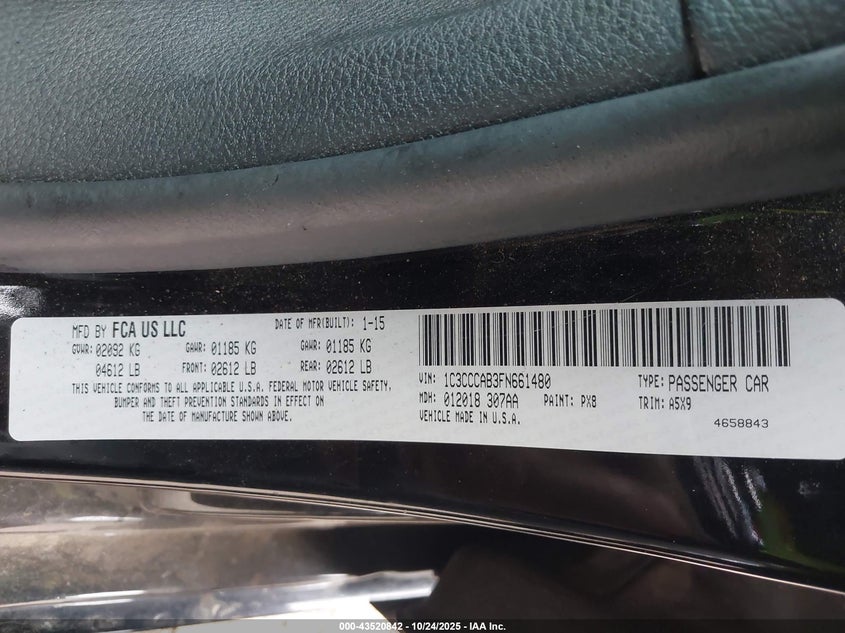 MFD BY FCA US LLC
DATE OF MFR(BUILT): 1-15
GVWR: 02092 KG GAWR: 01185 KG GAWR: 01185 KG
04612 LB FRONT: 02612 LB REAR: 02612 LB
THIS VEHICLE CONFORMS TO ALL APPLICABLE U.S.A. FEDERAL MOTOR VEHICLE SAFETY,
BUMPER AND THEFT PREVENTION STANDARDS IN EFFECT ON
THE DATE OF MANUFACTURE SHOWN ABOVE.
VIN: 1C3CCCAB3FN661480 TYPE: PASSENGER CAR
MDH: 012018 307AA PAINT: PX8 TRIM: A5X9
VEHICLE MADE IN U.S.A.
4658843
000-43520842 - 10/24/2025 - IAA Inc.